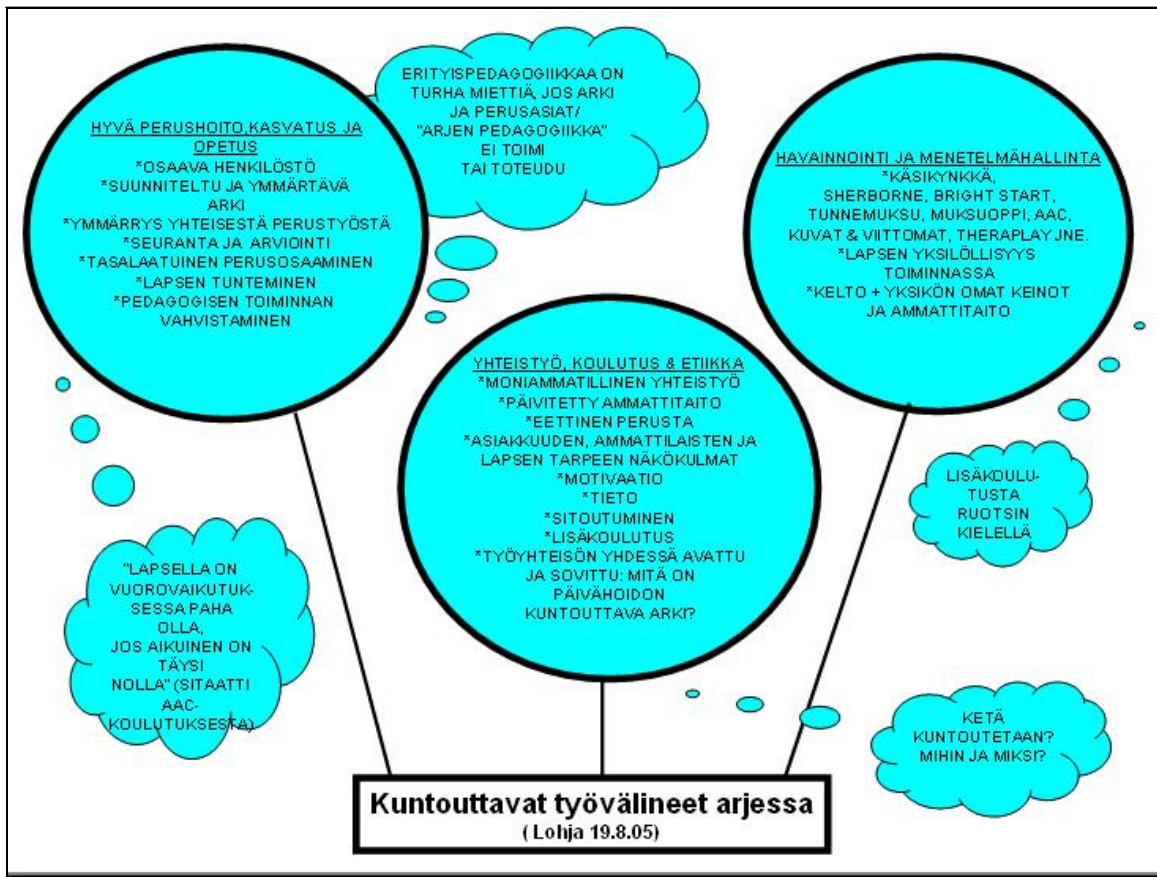 HYVÄ PERUSHOITO,KASVATUS JA
OPETUS
*OSAAVA HENKILÖSTÖ
*SUUNNITELTU JA YMMÄRTÄVÄ
ARKI
*YMMÄRRYS YHTEISESTÄ PERUSTYÖSTÄ
*SEURANTA JA ARVIOINTI
*TASALAATUINEN PERUSOSAAMINEN
*LAPSEN TUNTEMINEN
*PEDAGOGISEN TOIMINNAN
VAHVISTAMINEN
ERITYISPEDAGOGIIKKAA ON
TURHA MIETTIÄ, JOS ARKI
JA PERUSASIAT/
"ARJEN PEDAGOGIIKKA"
EI TOIMI
TAI TOTEUDU
HAVAINNOINTI JA MENETELMÄHALLINTA
*KÄSIKYNKKÄ,
SHERBORNE, BRIGHT START,
TUNNEMUKSU, MUKSUOPPI, AAC,
KUVAT & VIITTOMAT, THERAPLAY JNE.
*LAPSEN YKSILÖLLISYYS
TOIMINNASSA
*KELTO + YKSIKÖN OMAT KEINOT
JA AMMATTITAITO
YHTEISTYÖ, KOULUTUS & ETIIKKA
*MONIAMMATILLINEN YHTEISTYÖ
*PÄIVITETTY AMMATTITAITO
*EETTINEN PERUSTA
*ASIAKKUUDEN, AMMATTILAISTEN JA
LAPSEN TARPEEN NÄKÖKULMAT
*MOTIVAATIO
*TIETO
*SITOUTUMINEN
*LISÄKOULUTUS
*TYÖYHTEISÖN YHDESSÄ AVATTU
JA SOVITTU: MITÄ ON
PÄIVÄHOIDON
KUNTOUTTAVA ARKI?
LISÄKOULU-
TUSTA
RUOTSIN
KIELELLÄ
"LAPSELLA ON
VUOROVAIKUTUK-
SESSA PAHA
OLLA,
JOS AIKUINEN ON
TÄYSI
NOLLA" (SITAATTI
AAC-
KOULUTUKSESTA)
KETÄ
KUNTOUTETAAN?
MIHIN JA MIKSI?
Kuntouttavat työvälineet arjessa
( Lohja 19.8.05)